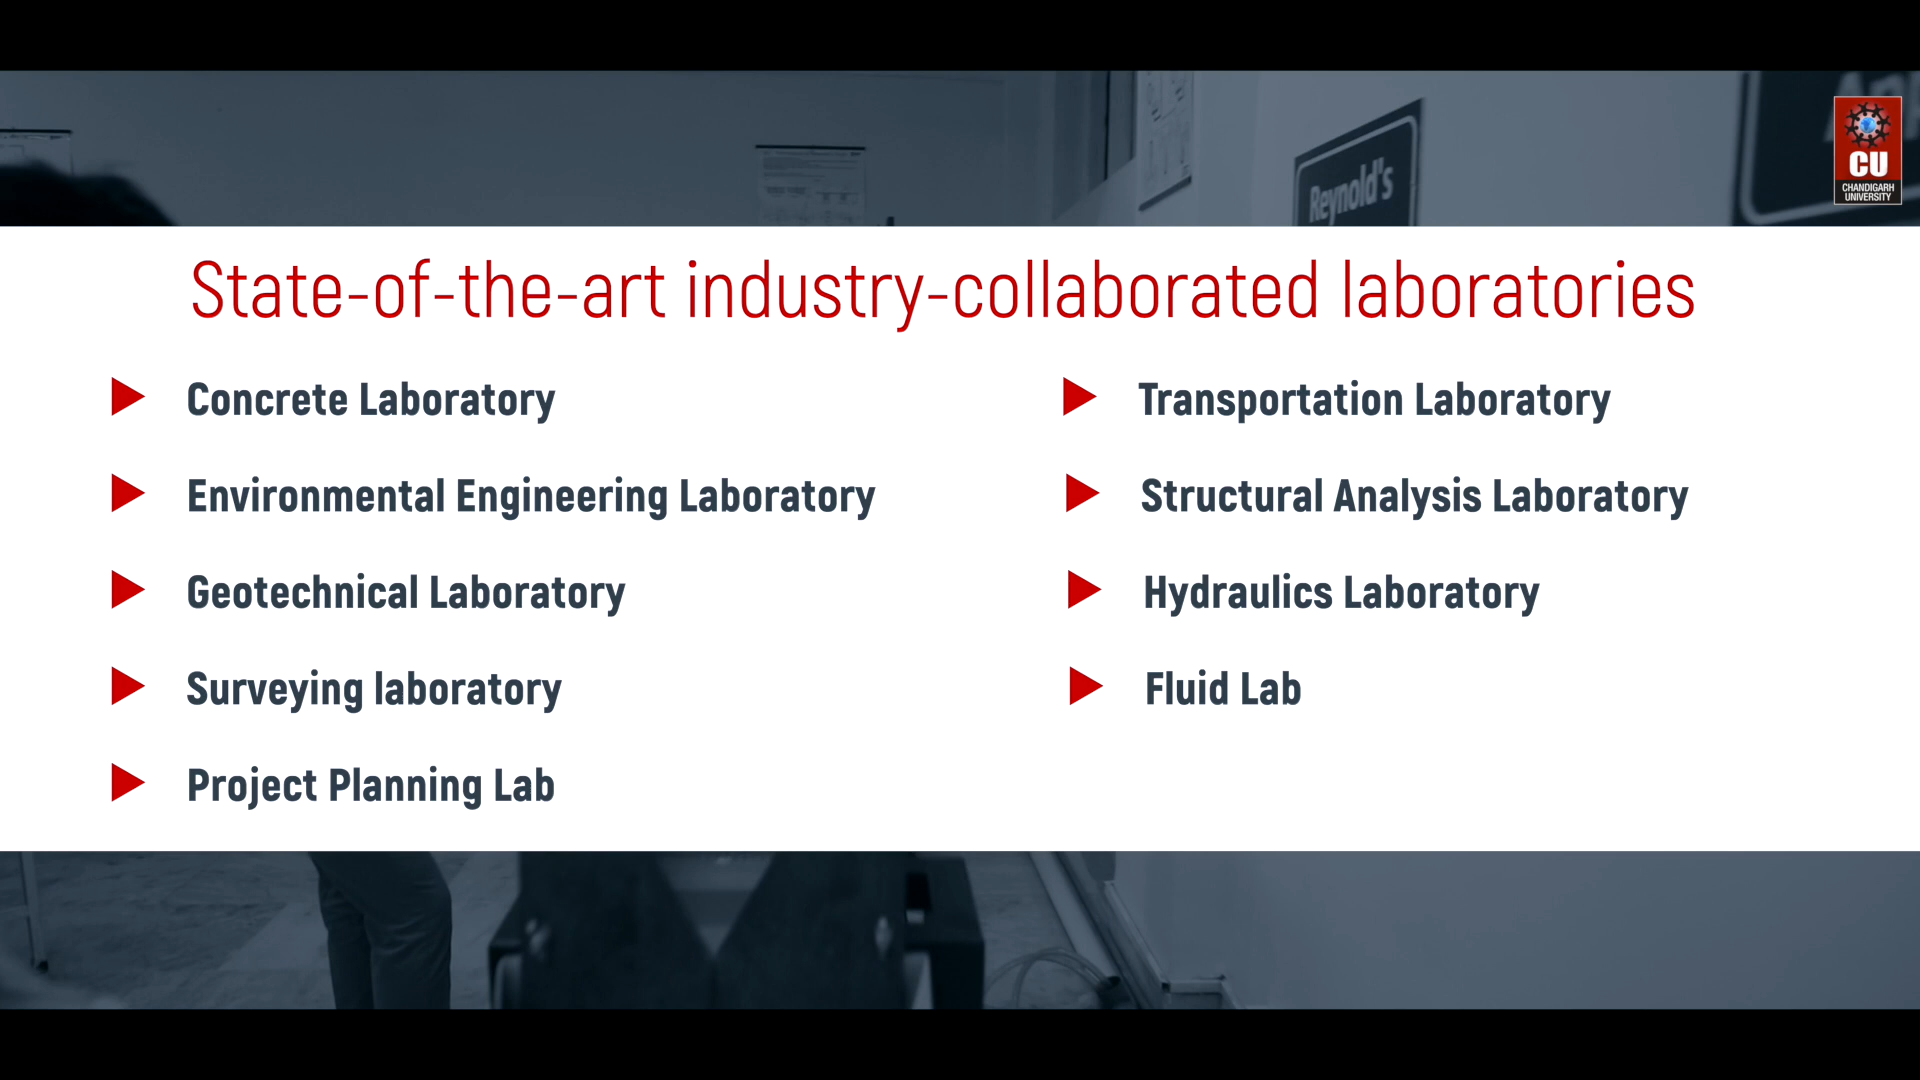 Reynold's
CU
CHANDIGARH
UNIVERSITY
State-of-the-art industry-collaborated laboratories
Concrete Laboratory
Environmental Engineering Laboratory
Geotechnical Laboratory
Surveying laboratory
Project Planning Lab
Transportation Laboratory
Structural Analysis Laboratory
Hydraulics Laboratory
Fluid Lab